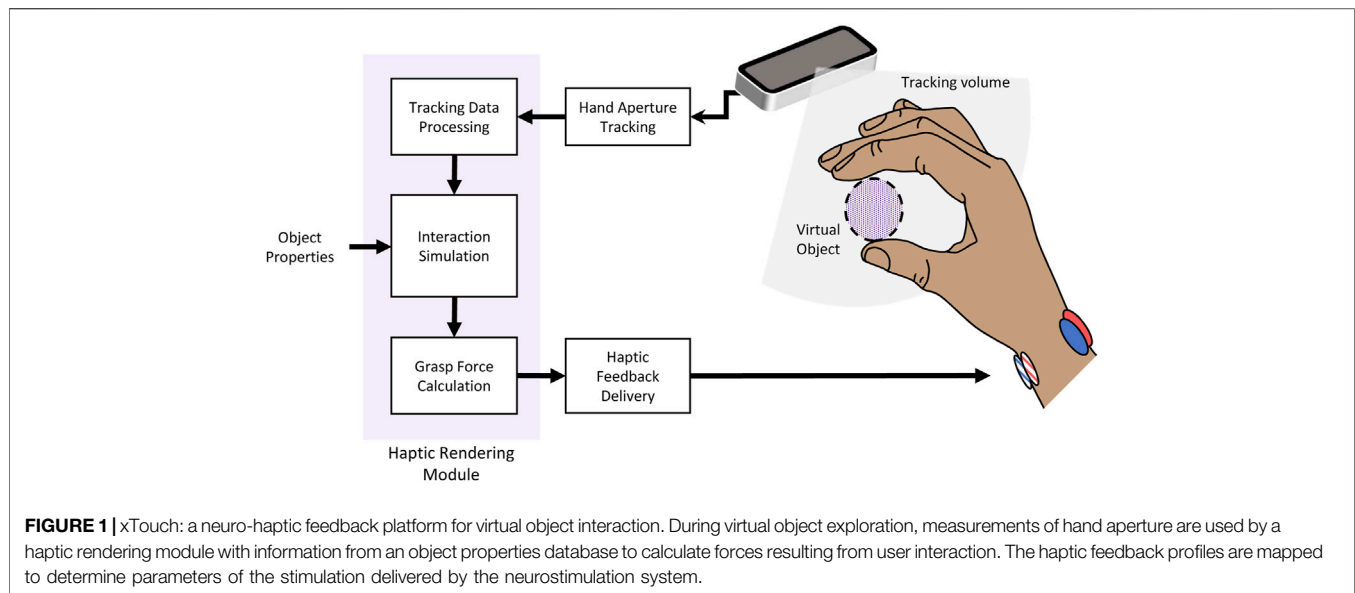 Tracking Data
Processing
Hand Aperture
Tracking
Tracking volume
Object
Properties
Interaction
Simulation
Virtual
Object
Grasp Force
Calculation
Haptic
Feedback
Delivery
Haptic Rendering
Module
FIGURE 1 | xTouch: a neuro-haptic feedback platform for virtual object interaction. During virtual object exploration, measurements of hand aperture are used by a
haptic rendering module with information from an object properties database to calculate forces resulting from user interaction. The haptic feedback profiles are mapped
to determine parameters of the stimulation delivered by the neurostimulation system.